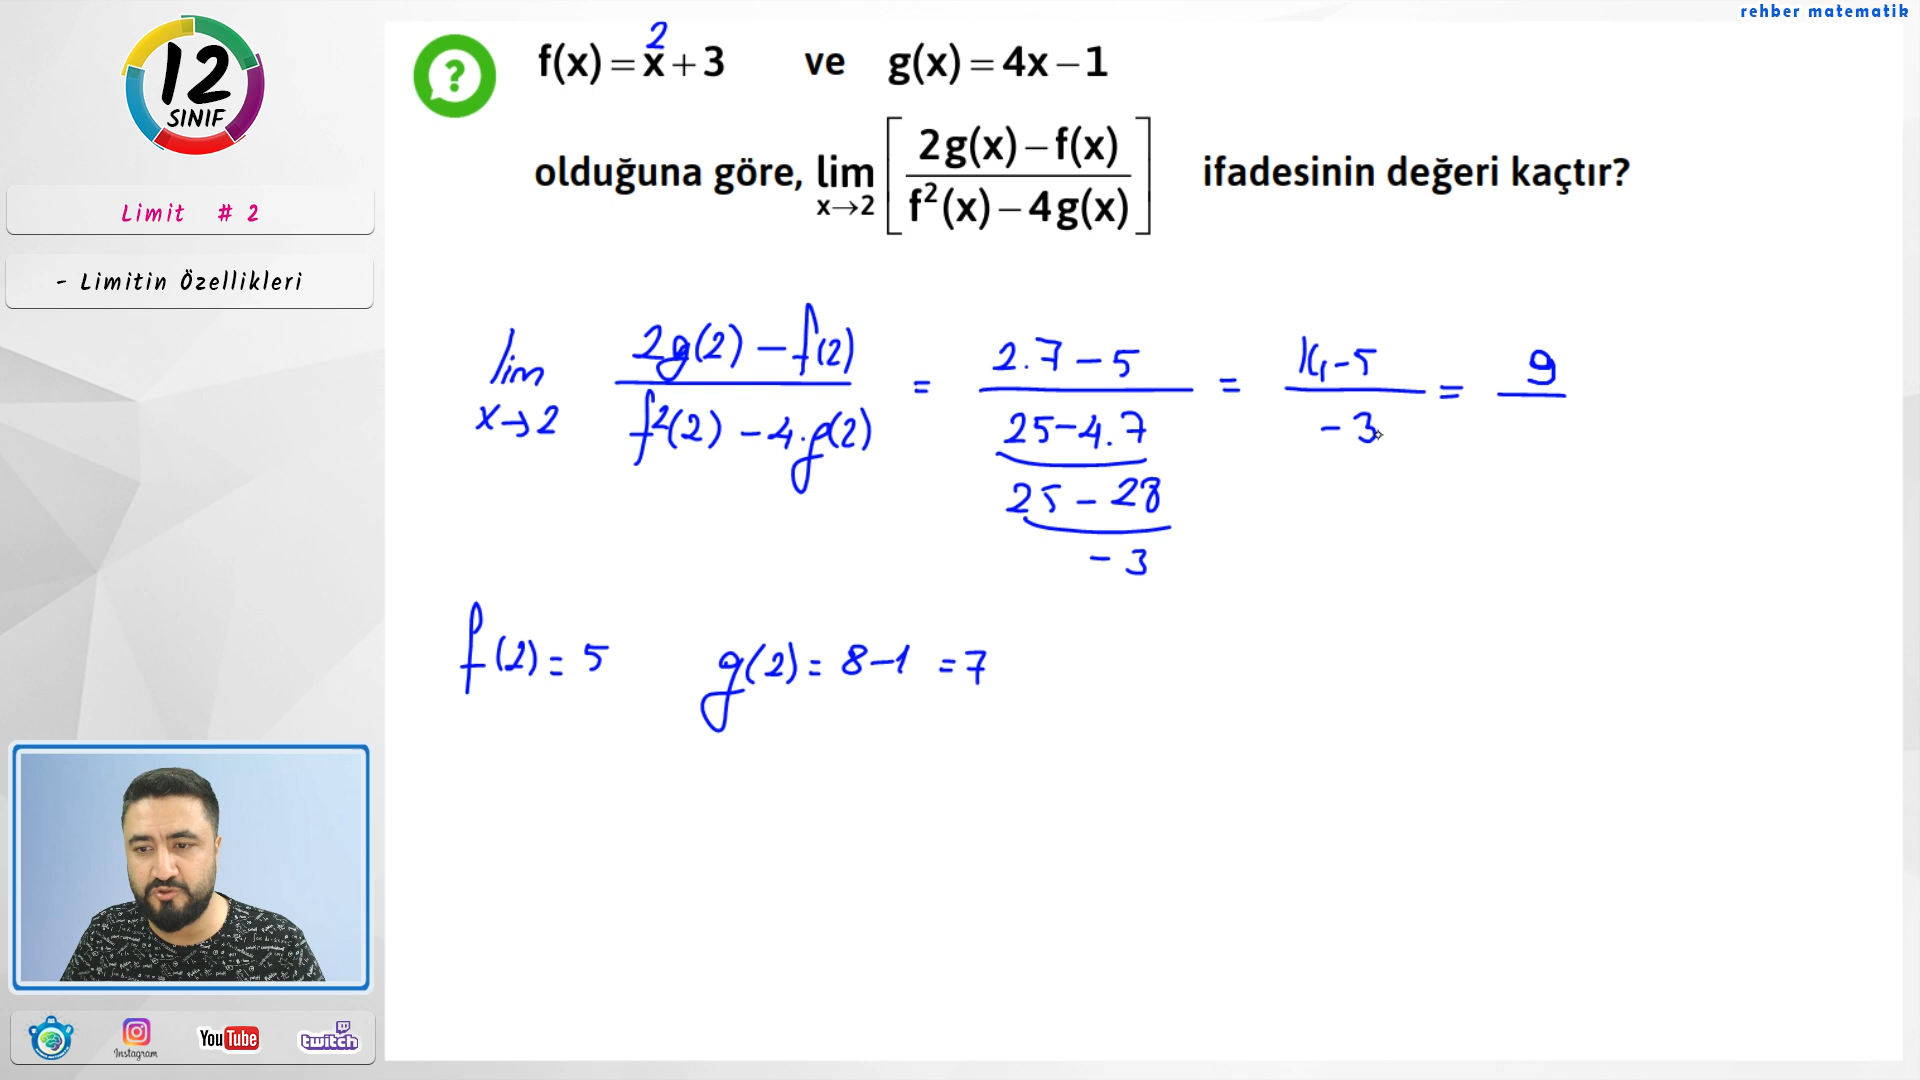 rehber matematik
12
SINIF
Limit # 2
- Limitin Özellikleri
2
f(x) = x + 3 ve g(x) = 4x - 1
olduğuna göre, lim x→2 [ 2g(x) - f(x) / f²(x) - 4g(x) ] ifadesinin değeri kaçtır?
lim x→2 2g(2) - f(2) / f²(2) - 4.g(2) = 2.7 - 5 / 25 - 4.7 = 14 - 5 / -3 = 9
25 - 28
- 3
f(2) = 5 g(2) = 8 - 1 = 7
Instagram
YouTube
twitch